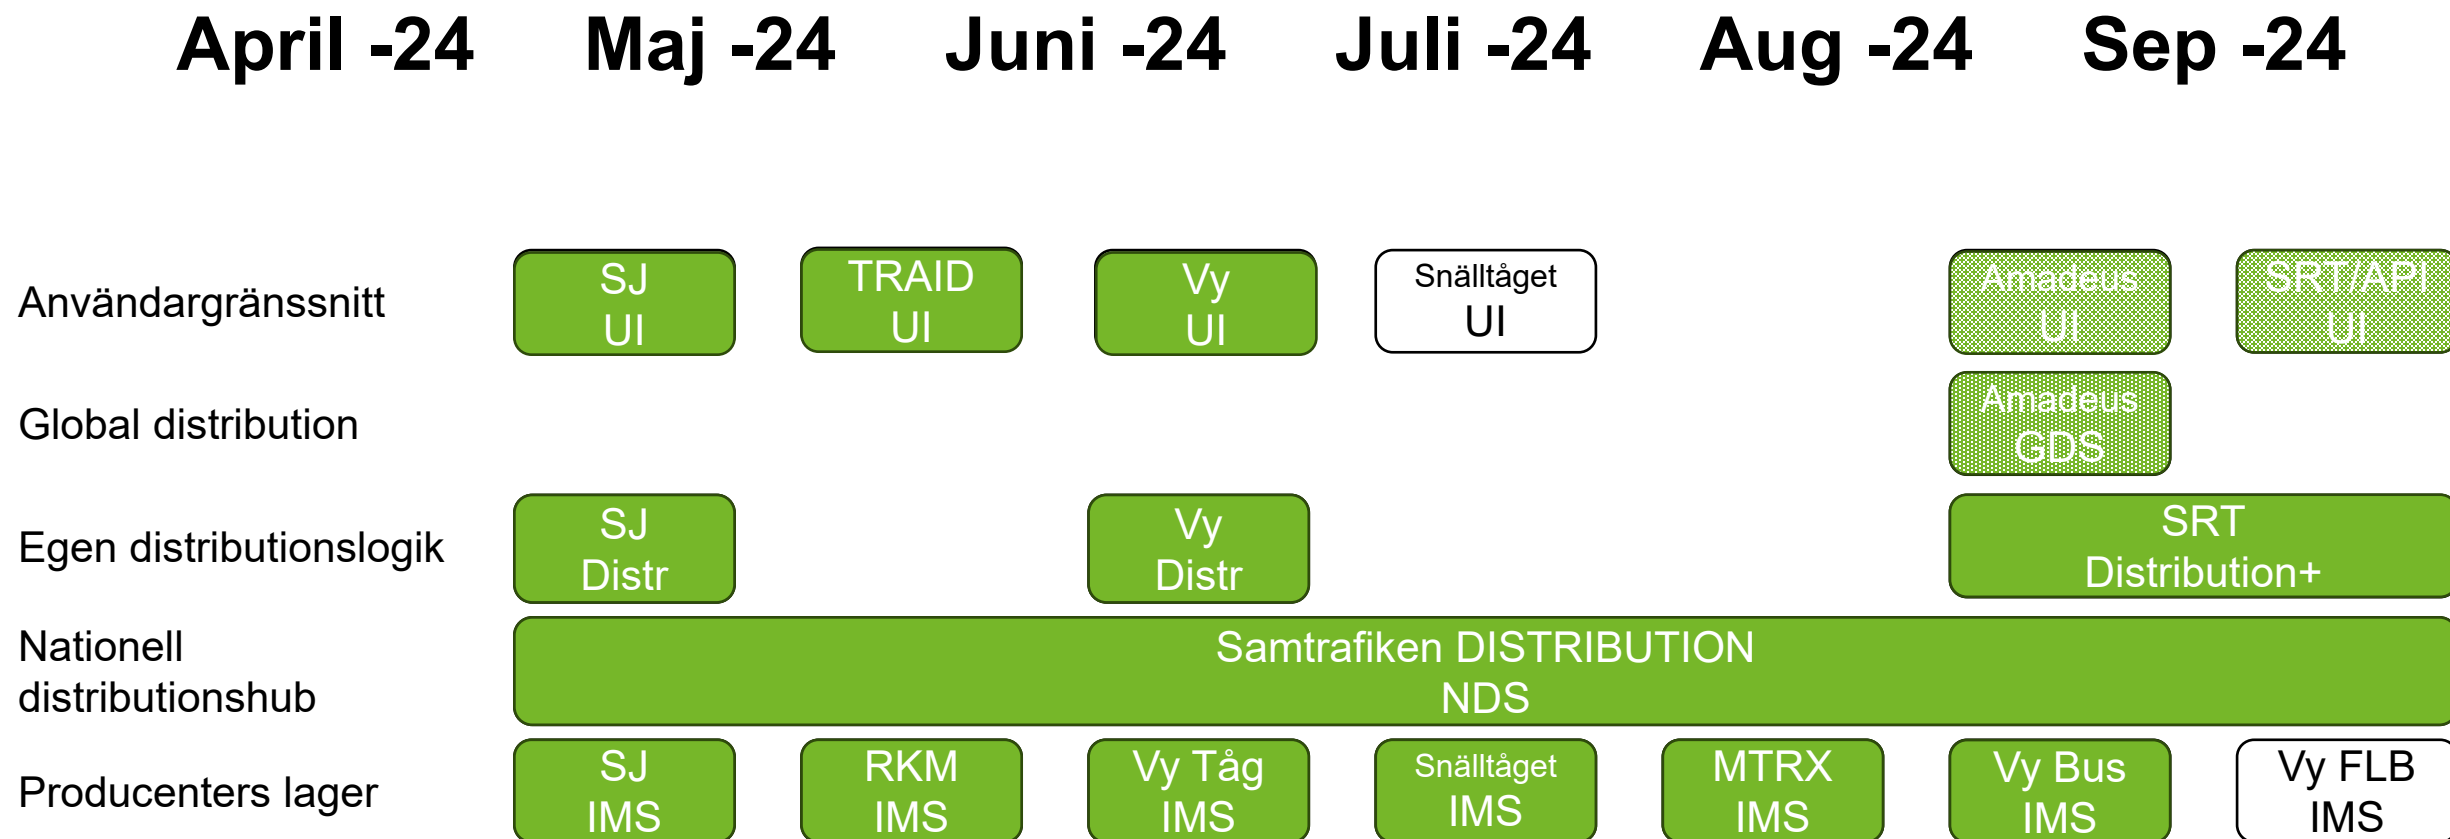 April -24 Maj -24 Juni -24 Juli -24 Aug -24 Sep -24
Användargränssnitt
SJ
UI
TRAID
UI
Vy
UI
Snälltåget
UI
Amadeus
UI
SRT/API
UI
Global distribution
Amadeus
GDS
Egen distributionslogik
SJ
Distr
Vy
Distr
SRT
Distribution+
Nationell
distributionshub
Samtrafiken DISTRIBUTION
NDS
Producenters lager
SJ
IMS
RKM
IMS
Vy Tåg
IMS
Snälltåget
IMS
MTRX
IMS
Vy Bus
IMS
Vy FLB
IMS